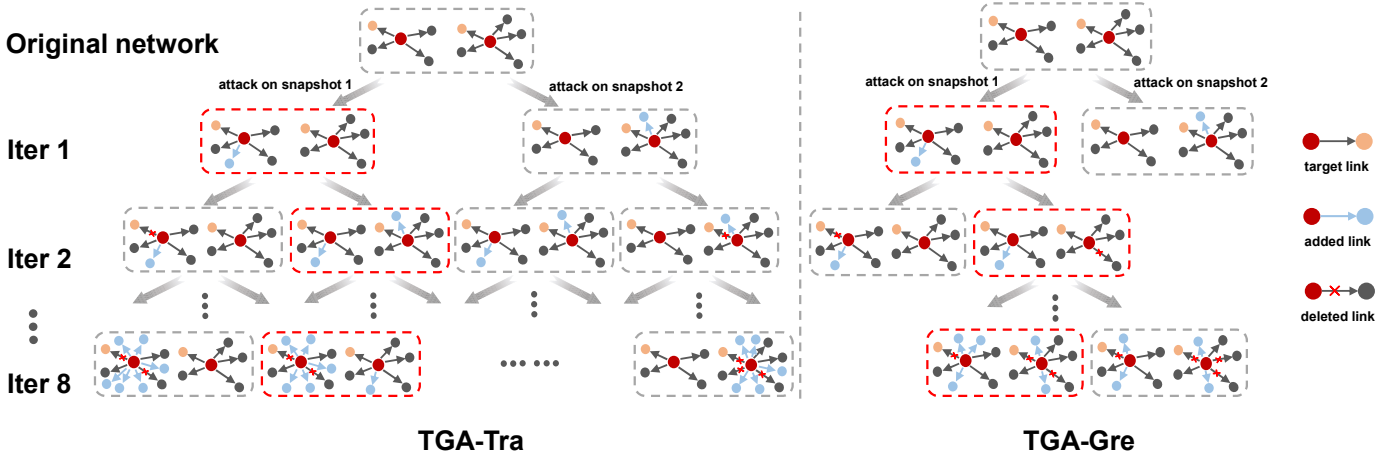 Original network
attack on snapshot 1
attack on snapshot 2
attack on snapshot 1
attack on snapshot 2
Iter 1
target link
added link
Iter 2
deleted link
Iter 8
TGA-Tra
TGA-Gre